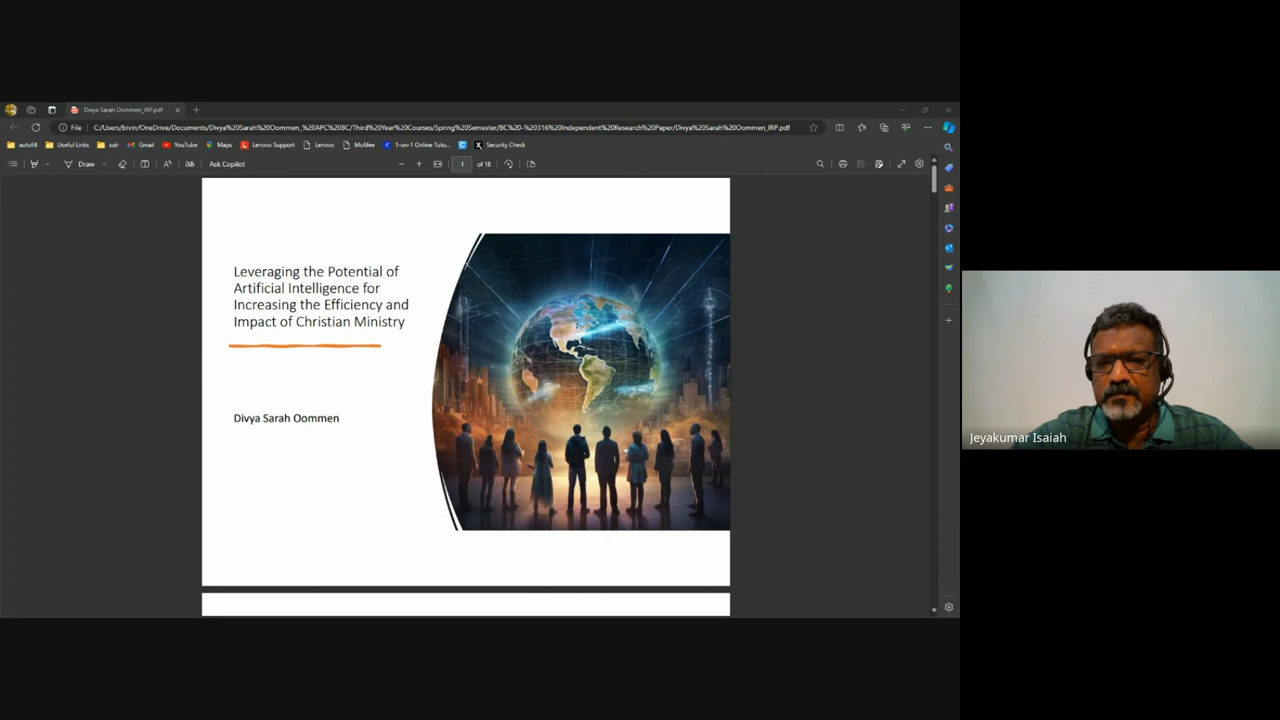 Divya Sarah Oommen_IRP.pdf
File
C:/Users/bivin/OneDrive/Documents/Divya%20Sarah%20Oommen_%20APC%20BC/Third%20Year%20Courses/Spring%20Semester/BC%20-%20316%20Independent%20Research%20Paper/Divya%20Sarah%20Oommen_IRP.pdf
autofill
Useful Links
solr
Gmail
YouTube
Maps
Lenovo Support
Lenovo
McAfee
1-on-1 Online Tuto...
Security Check
Draw
Ask Copilot
1 of 18
Leveraging the Potential of
Artificial Intelligence for
Increasing the Efficiency and
Impact of Christian Ministry
Divya Sarah Oommen
Jeyakumar Isaiah